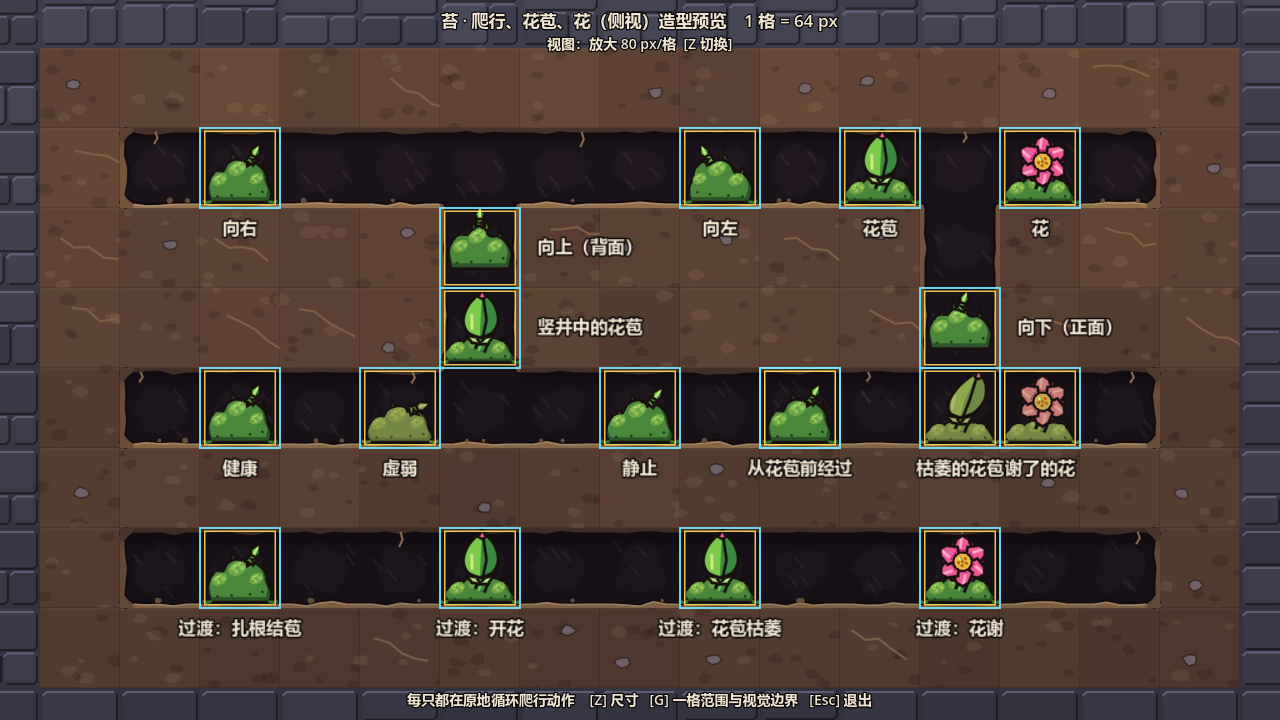 苔 · 爬行、花苞、花（侧视）造型预览　1 格 = 64 px
视图：放大 80 px/格 [Z 切换]
向右
向左
花苞
花
向上（背面）
竖井中的花苞
向下（正面）
健康
虚弱
静止
从花苞前经过
枯萎的花苞
谢了的花
过渡：扎根结苞
过渡：开花
过渡：花苞枯萎
过渡：花谢
每只都在原地循环爬行动作　[Z] 尺寸　[G] 一格范围与视觉边界　[Esc] 退出